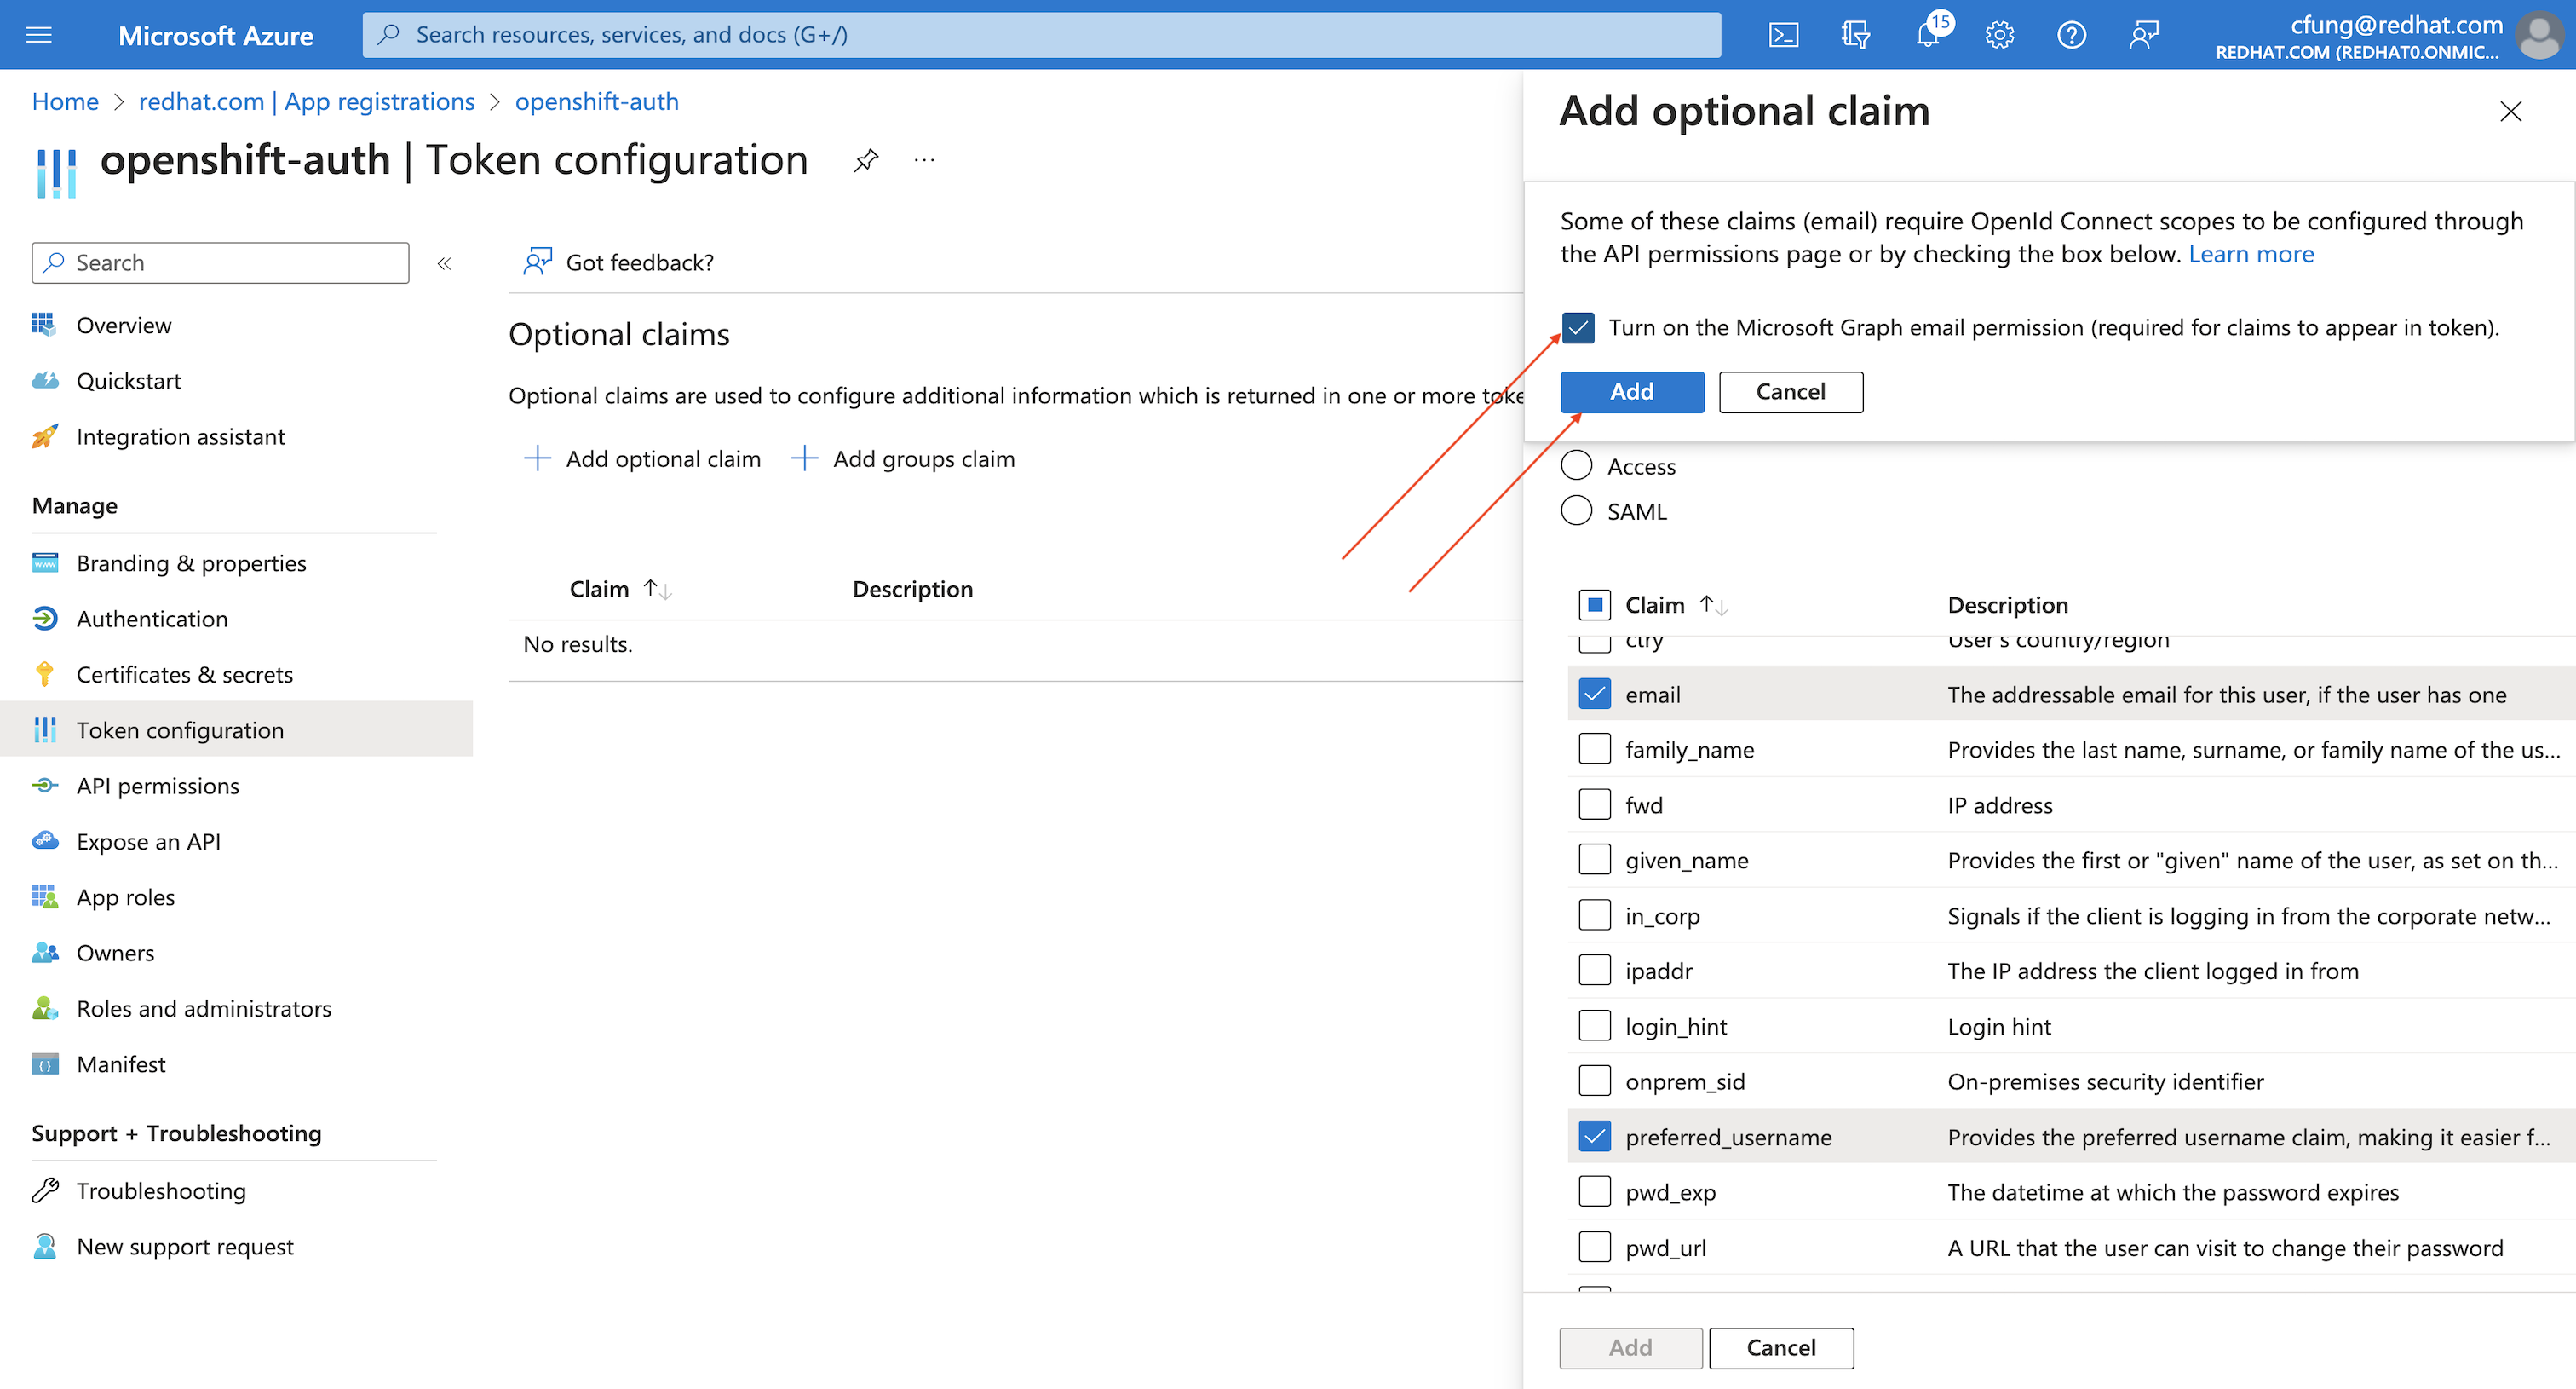 Microsoft Azure
Search resources, services, and docs (G+/)
15
cfung@redhat.com
REDHAT.COM (REDHAT0.ONMIC...
Home > redhat.com | App registrations > openshift-auth
openshift-auth | Token configuration
...
Search
«
Overview
Quickstart
Integration assistant
Manage
Branding & properties
Authentication
Certificates & secrets
Token configuration
API permissions
Expose an API
App roles
Owners
Roles and administrators
Manifest
Support + Troubleshooting
Troubleshooting
New support request
Got feedback?
Optional claims
Optional claims are used to configure additional information which is returned in one or more toke
Add optional claim
Add groups claim
Claim ↑↓ Description
No results.
Add optional claim
Some of these claims (email) require OpenId Connect scopes to be configured through
the API permissions page or by checking the box below. Learn more
Turn on the Microsoft Graph email permission (required for claims to appear in token).
Add Cancel
Access
SAML
Claim ↑↓ Description
ctry User's country/region
email The addressable email for this user, if the user has one
family_name Provides the last name, surname, or family name of the us...
fwd IP address
given_name Provides the first or "given" name of the user, as set on th...
in_corp Signals if the client is logging in from the corporate netw...
ipaddr The IP address the client logged in from
login_hint Login hint
onprem_sid On-premises security identifier
preferred_username Provides the preferred username claim, making it easier f...
pwd_exp The datetime at which the password expires
pwd_url A URL that the user can visit to change their password
Add Cancel